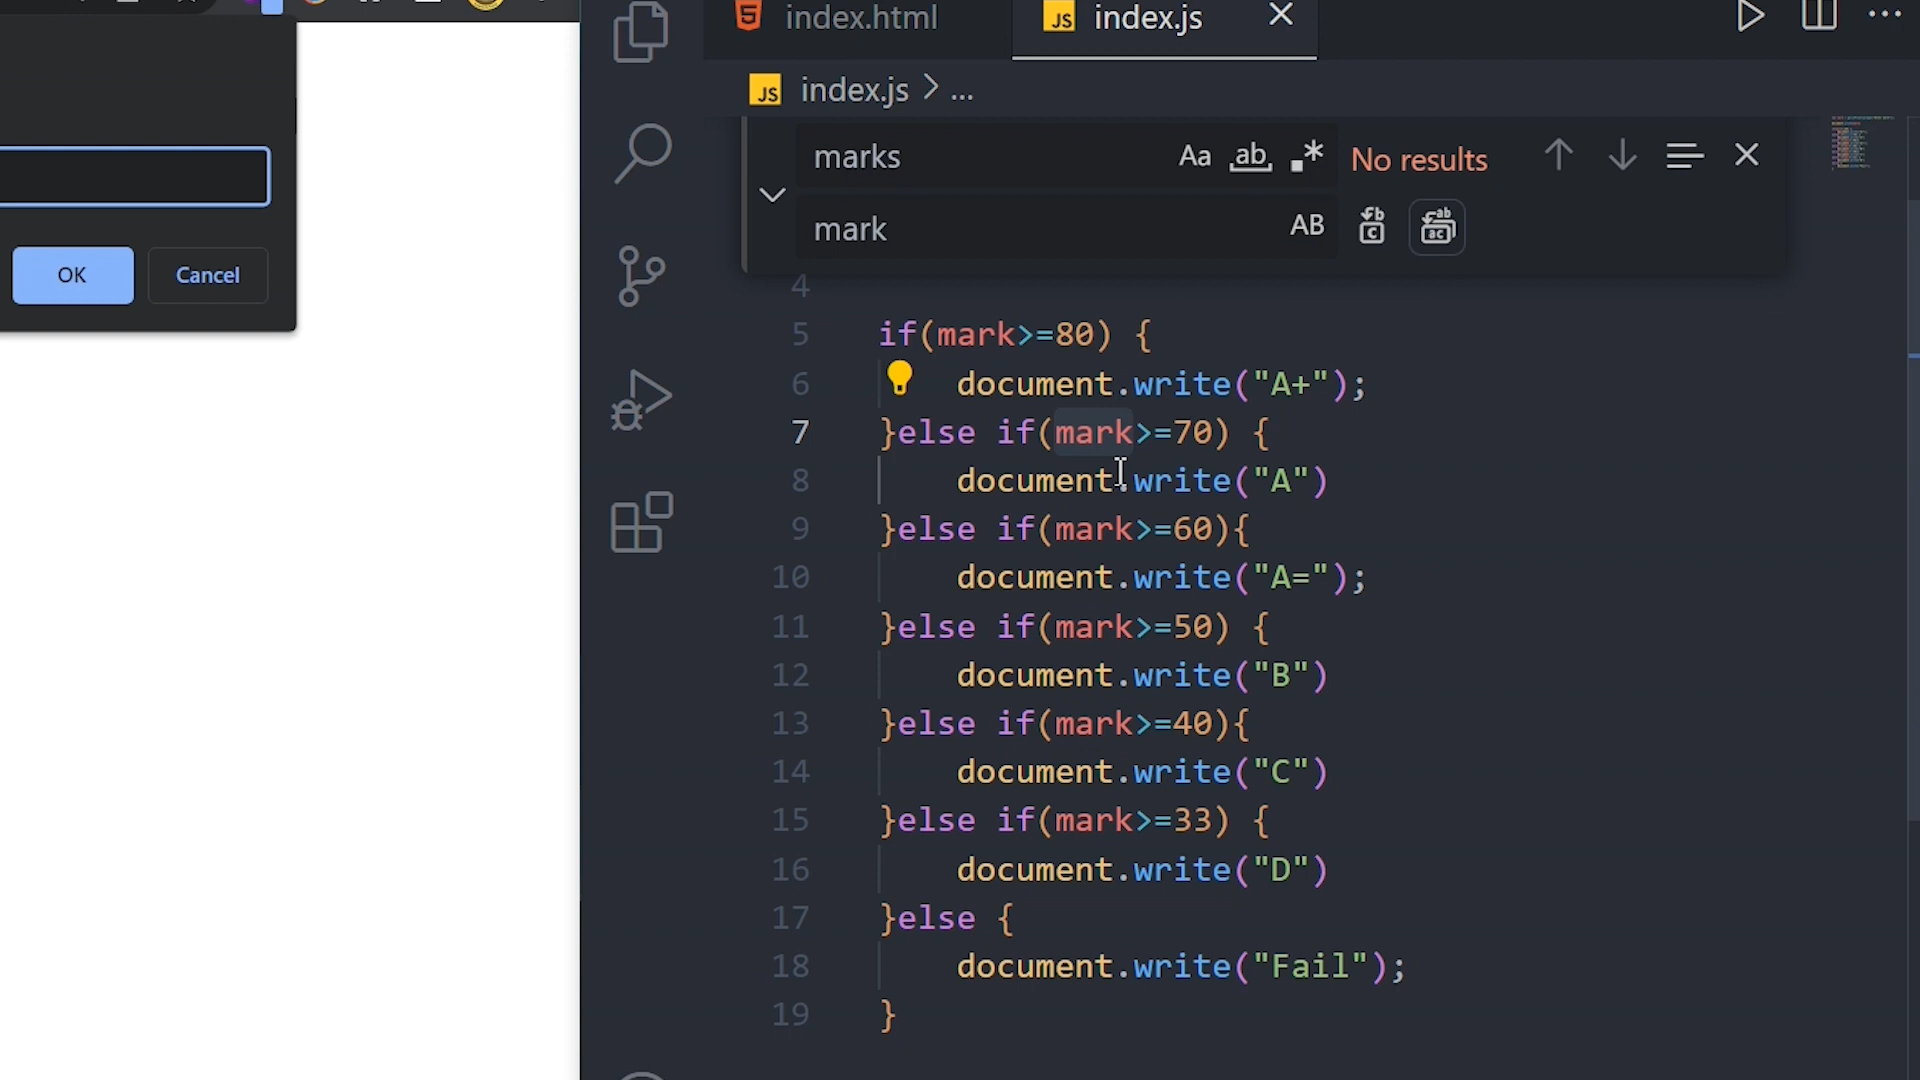 index.html
JS index.js
JS index.js > ...
marks Aa ab .* No results
mark AB
OK Cancel
4
5 if(mark>=80) {
6 document.write("A+");
7 }else if(mark>=70) {
8 document.write("A")
9 }else if(mark>=60){
10 document.write("A=");
11 }else if(mark>=50) {
12 document.write("B")
13 }else if(mark>=40){
14 document.write("C")
15 }else if(mark>=33) {
16 document.write("D")
17 }else {
18 document.write("Fail");
19 }